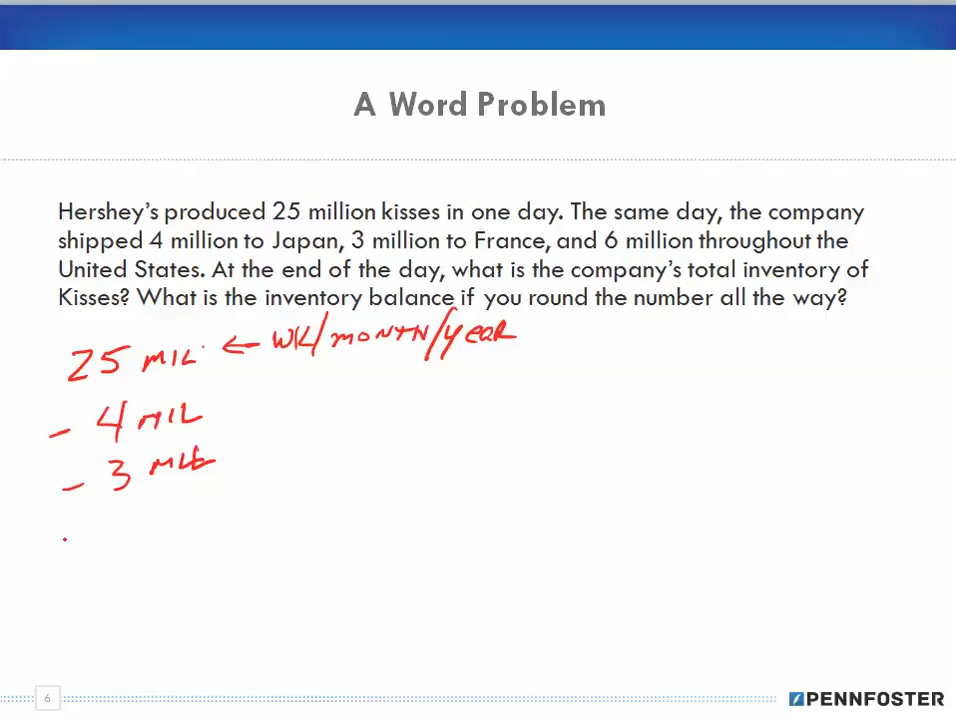 A Word Problem
Hershey's produced 25 million kisses in one day. The same day, the company
shipped 4 million to Japan, 3 million to France, and 6 million throughout the
United States. At the end of the day, what is the company's total inventory of
Kisses? What is the inventory balance if you round the number all the way?
25 MIL ← WK/MONTH/YEAR
- 4 MIL
- 3 MIL
6
PENNFOSTER